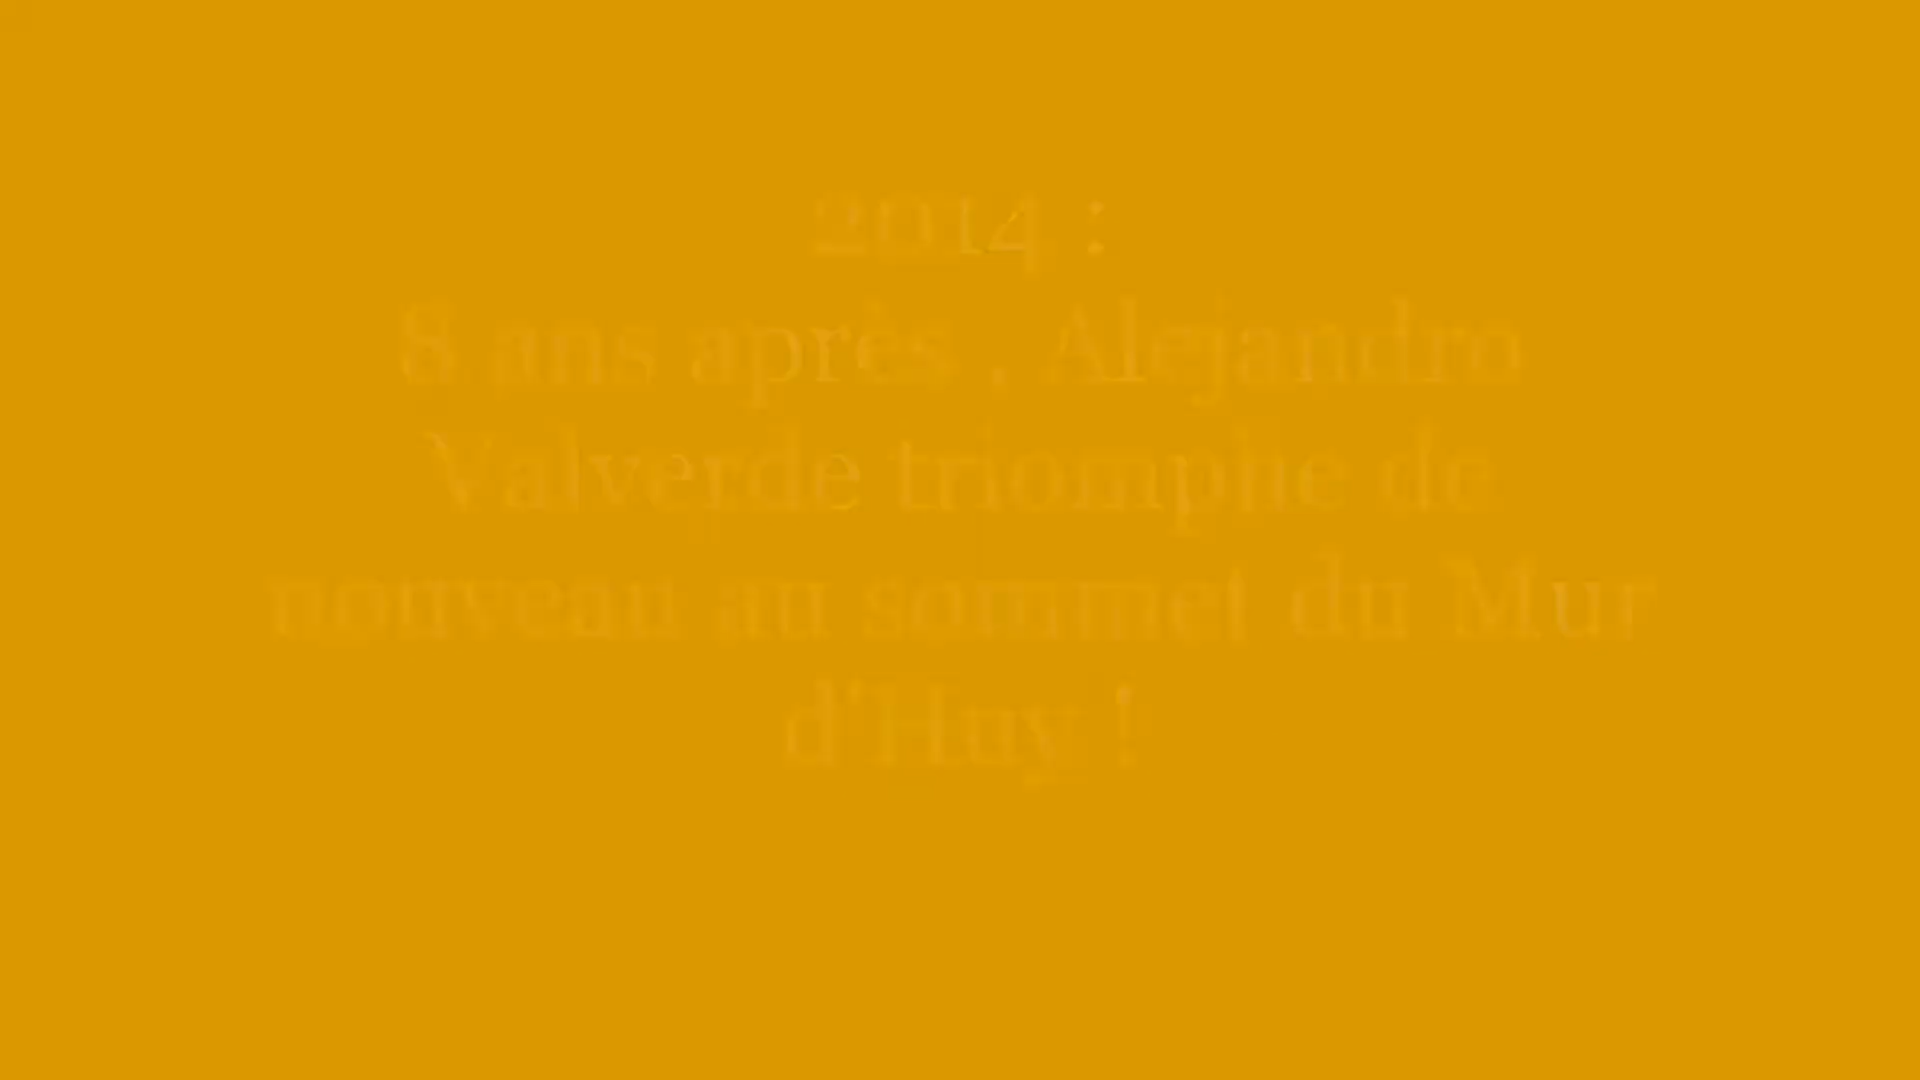 2014 :
8 ans après , Alejandro
Valverde triomphe de
nouveau au sommet du Mur
d'Huy !